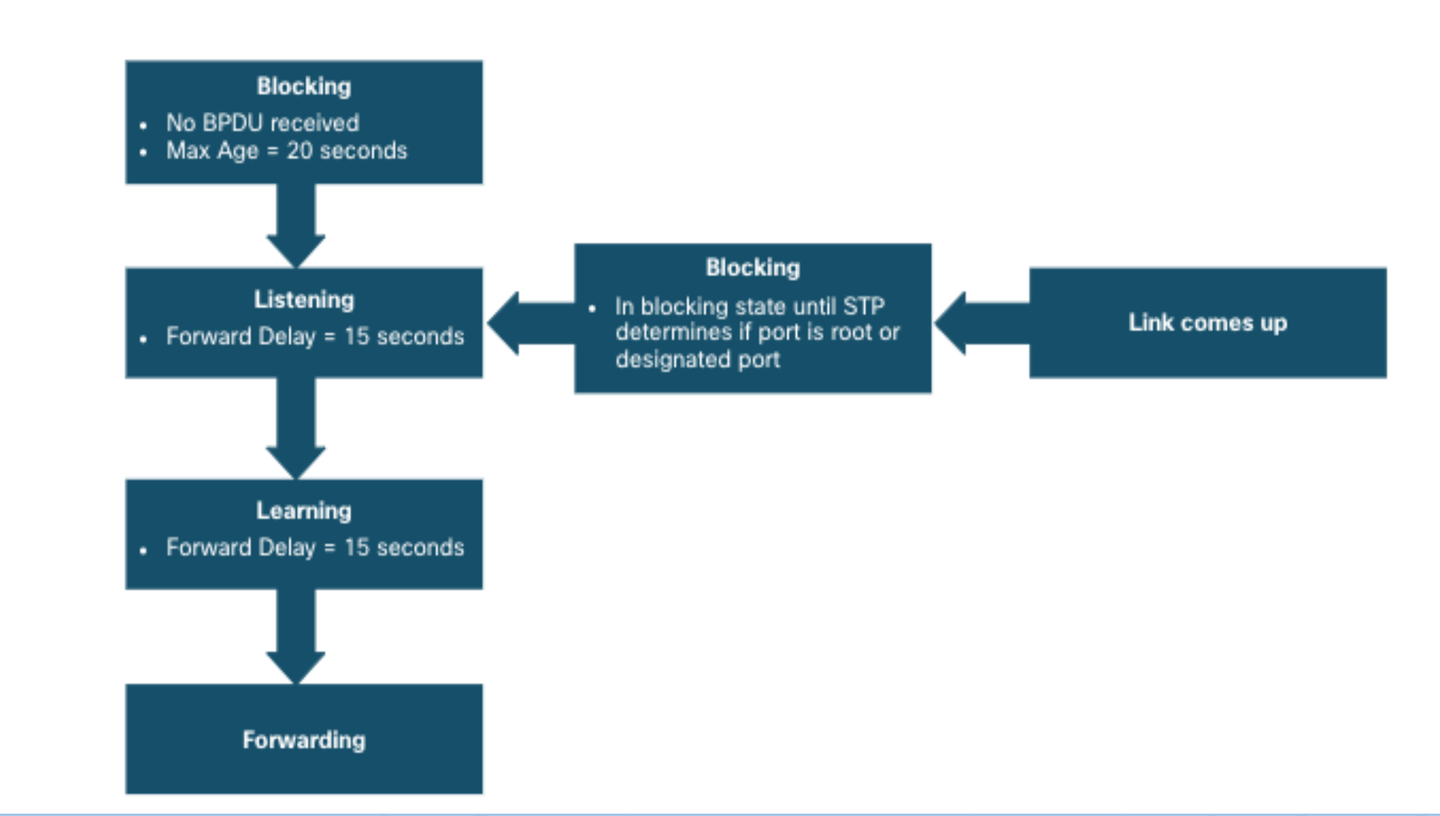 Blocking
• No BPDU received
• Max Age = 20 seconds
Listening
• Forward Delay = 15 seconds
Blocking
• In blocking state until STP
determines if port is root or
designated port
Link comes up
Learning
• Forward Delay = 15 seconds
Forwarding